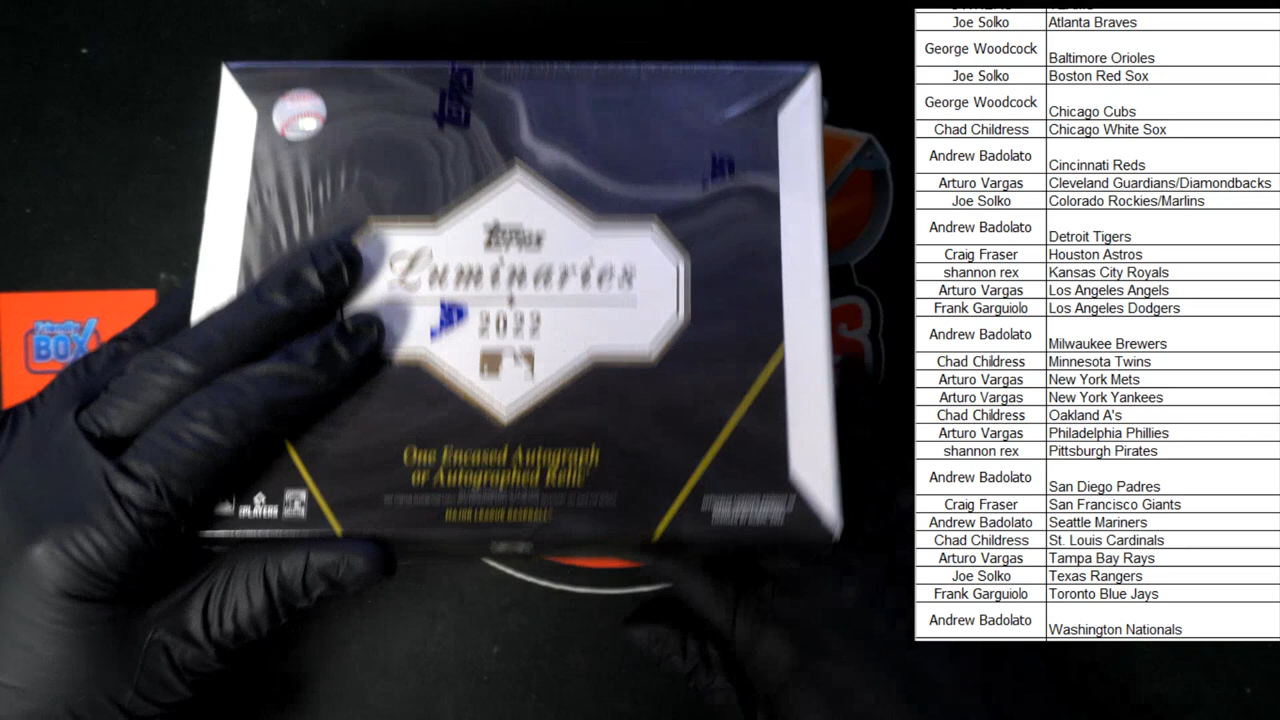 Topps
Luminaries
2022
One Encased Autograph
or Autographed Relic
MAJOR LEAGUE BASEBALL
PLAYERS
topps
BOX
Joe Solko Atlanta Braves
George Woodcock Baltimore Orioles
Joe Solko Boston Red Sox
George Woodcock Chicago Cubs
Chad Childress Chicago White Sox
Andrew Badolato Cincinnati Reds
Arturo Vargas Cleveland Guardians/Diamondbacks
Joe Solko Colorado Rockies/Marlins
Andrew Badolato Detroit Tigers
Craig Fraser Houston Astros
shannon rex Kansas City Royals
Arturo Vargas Los Angeles Angels
Frank Garguiolo Los Angeles Dodgers
Andrew Badolato Milwaukee Brewers
Chad Childress Minnesota Twins
Arturo Vargas New York Mets
Arturo Vargas New York Yankees
Chad Childress Oakland A's
Arturo Vargas Philadelphia Phillies
shannon rex Pittsburgh Pirates
Andrew Badolato San Diego Padres
Craig Fraser San Francisco Giants
Andrew Badolato Seattle Mariners
Chad Childress St. Louis Cardinals
Arturo Vargas Tampa Bay Rays
Joe Solko Texas Rangers
Frank Garguiolo Toronto Blue Jays
Andrew Badolato Washington Nationals